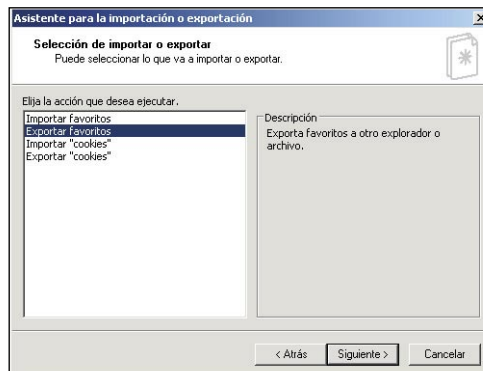 Asistente para la importación o exportación
Selección de importar o exportar
Puede seleccionar lo que va a importar o exportar.
Elija la acción que desea ejecutar.
Importar favoritos
Exportar favoritos
Importar "cookies"
Exportar "cookies"
Descripción
Exporta favoritos a otro explorador o
archivo.
< Atrás
Siguiente >
Cancelar